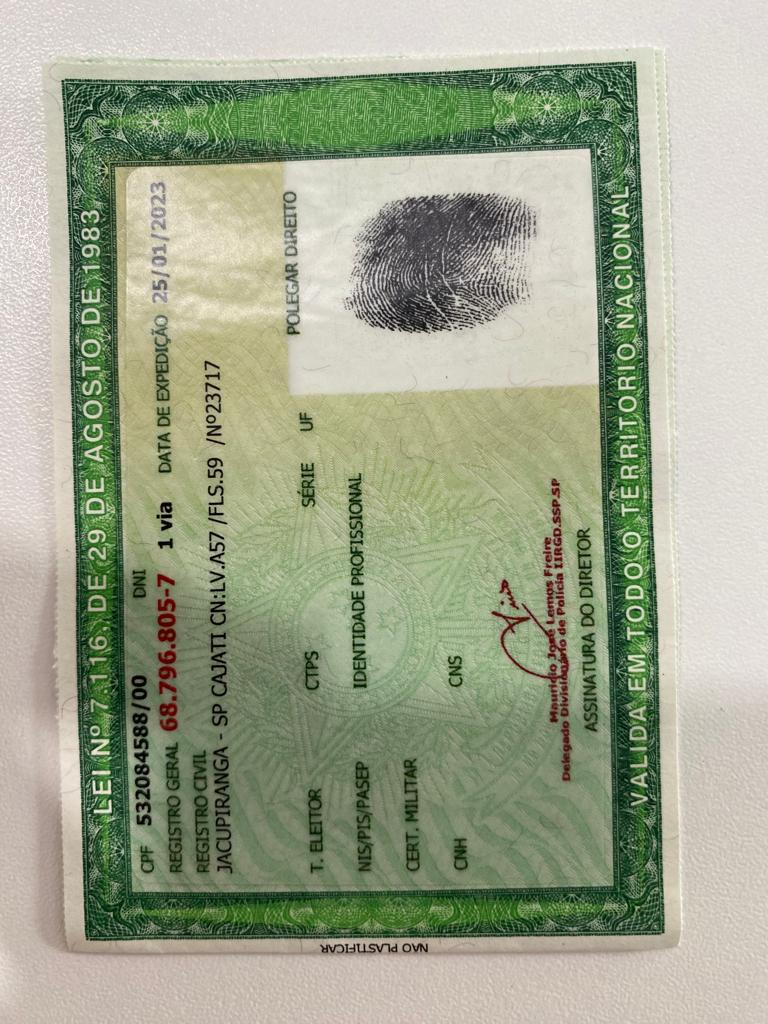 LEI Nº 7.116, DE 29 DE AGOSTO DE 1983
CPF 532084588/00 DNI
REGISTRO GERAL 68.796.805-7 1 via DATA DE EXPEDIÇÃO 25/01/2023
REGISTRO CIVIL
JACUPIRANGA - SP CAJATI CN:LV.A57 /FLS.59 /Nº23717
T. ELEITOR CTPS SÉRIE UF
NIS/PIS/PASEP IDENTIDADE PROFISSIONAL
CERT. MILITAR
CNH CNS
POLEGAR DIREITO
Mauricio José Lemos Freire
Delegado Divisionário de Polícia IIRGD.SSP.SP
ASSINATURA DO DIRETOR
VALIDA EM TODO O TERRITORIO NACIONAL
NAO PLASTIFICAR